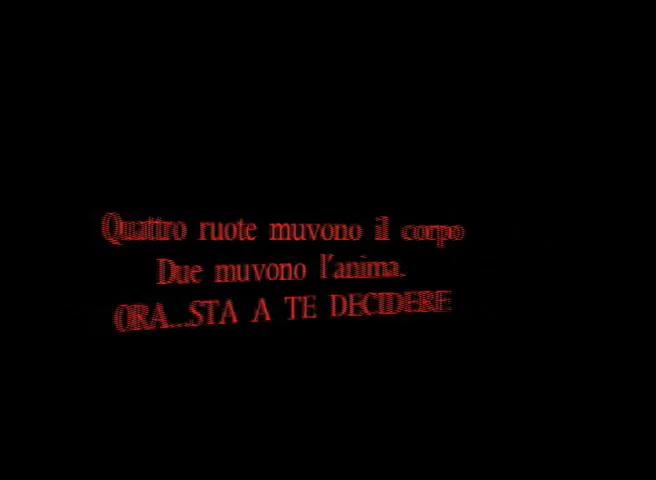 Quattro ruote muvono il corpo
Due muvono l'anima.
ORA...STA A TE DECIDERE